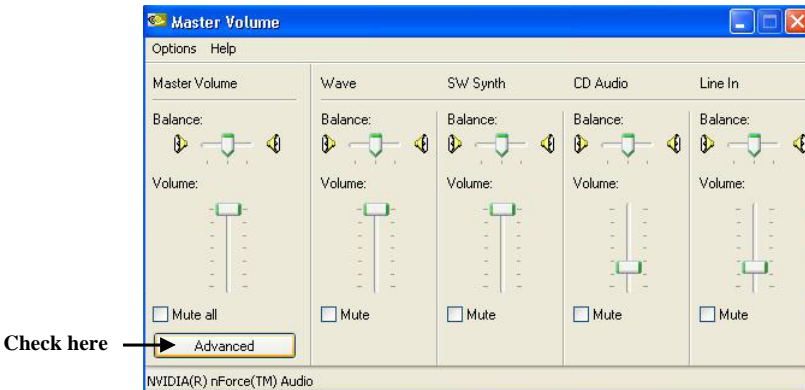 Master Volume
Options Help
Master Volume Wave SW Synth CD Audio Line In
Balance: Balance: Balance: Balance: Balance:
Volume: Volume: Volume: Volume: Volume:
Mute all Mute Mute Mute Mute
Check here Advanced
NVIDIA(R) nForce(TM) Audio